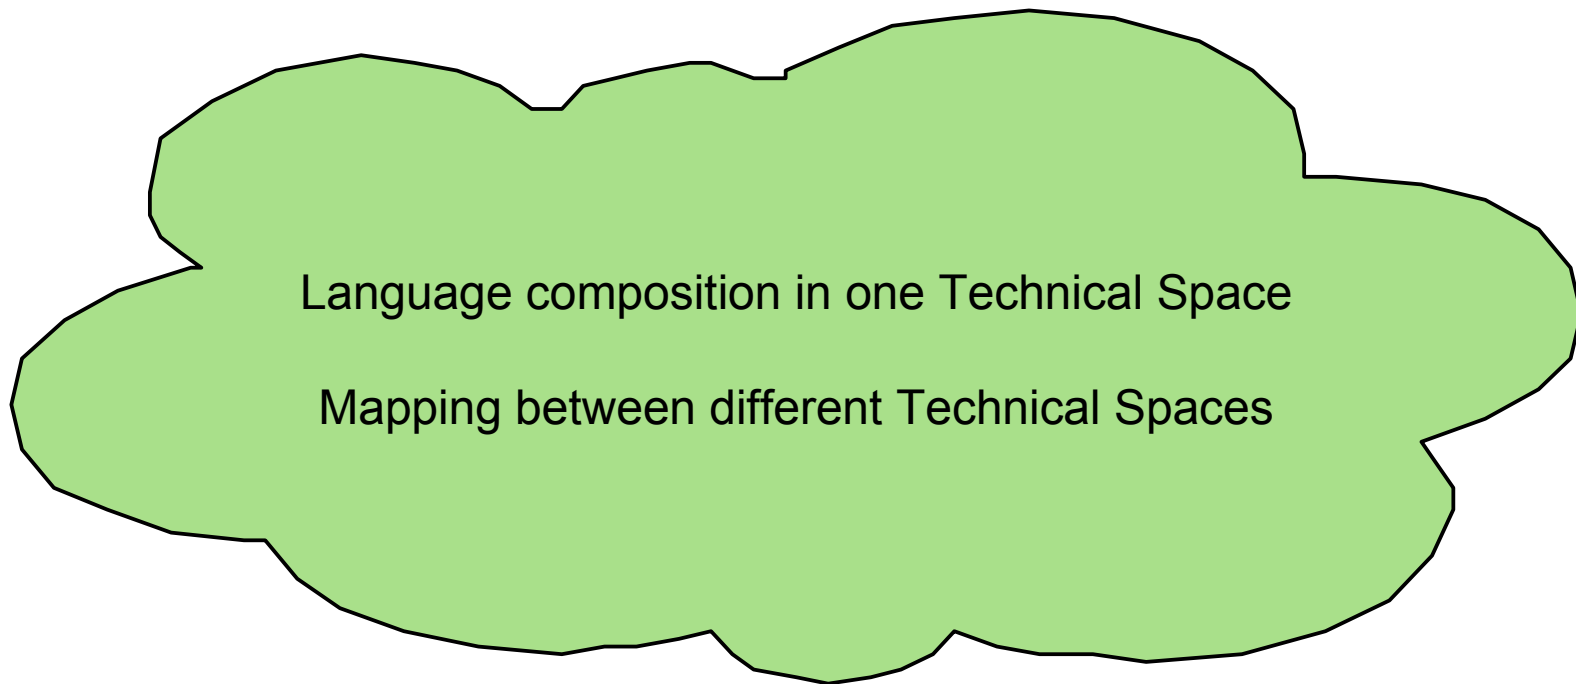 Language composition in one Technical Space
Mapping between different Technical Spaces